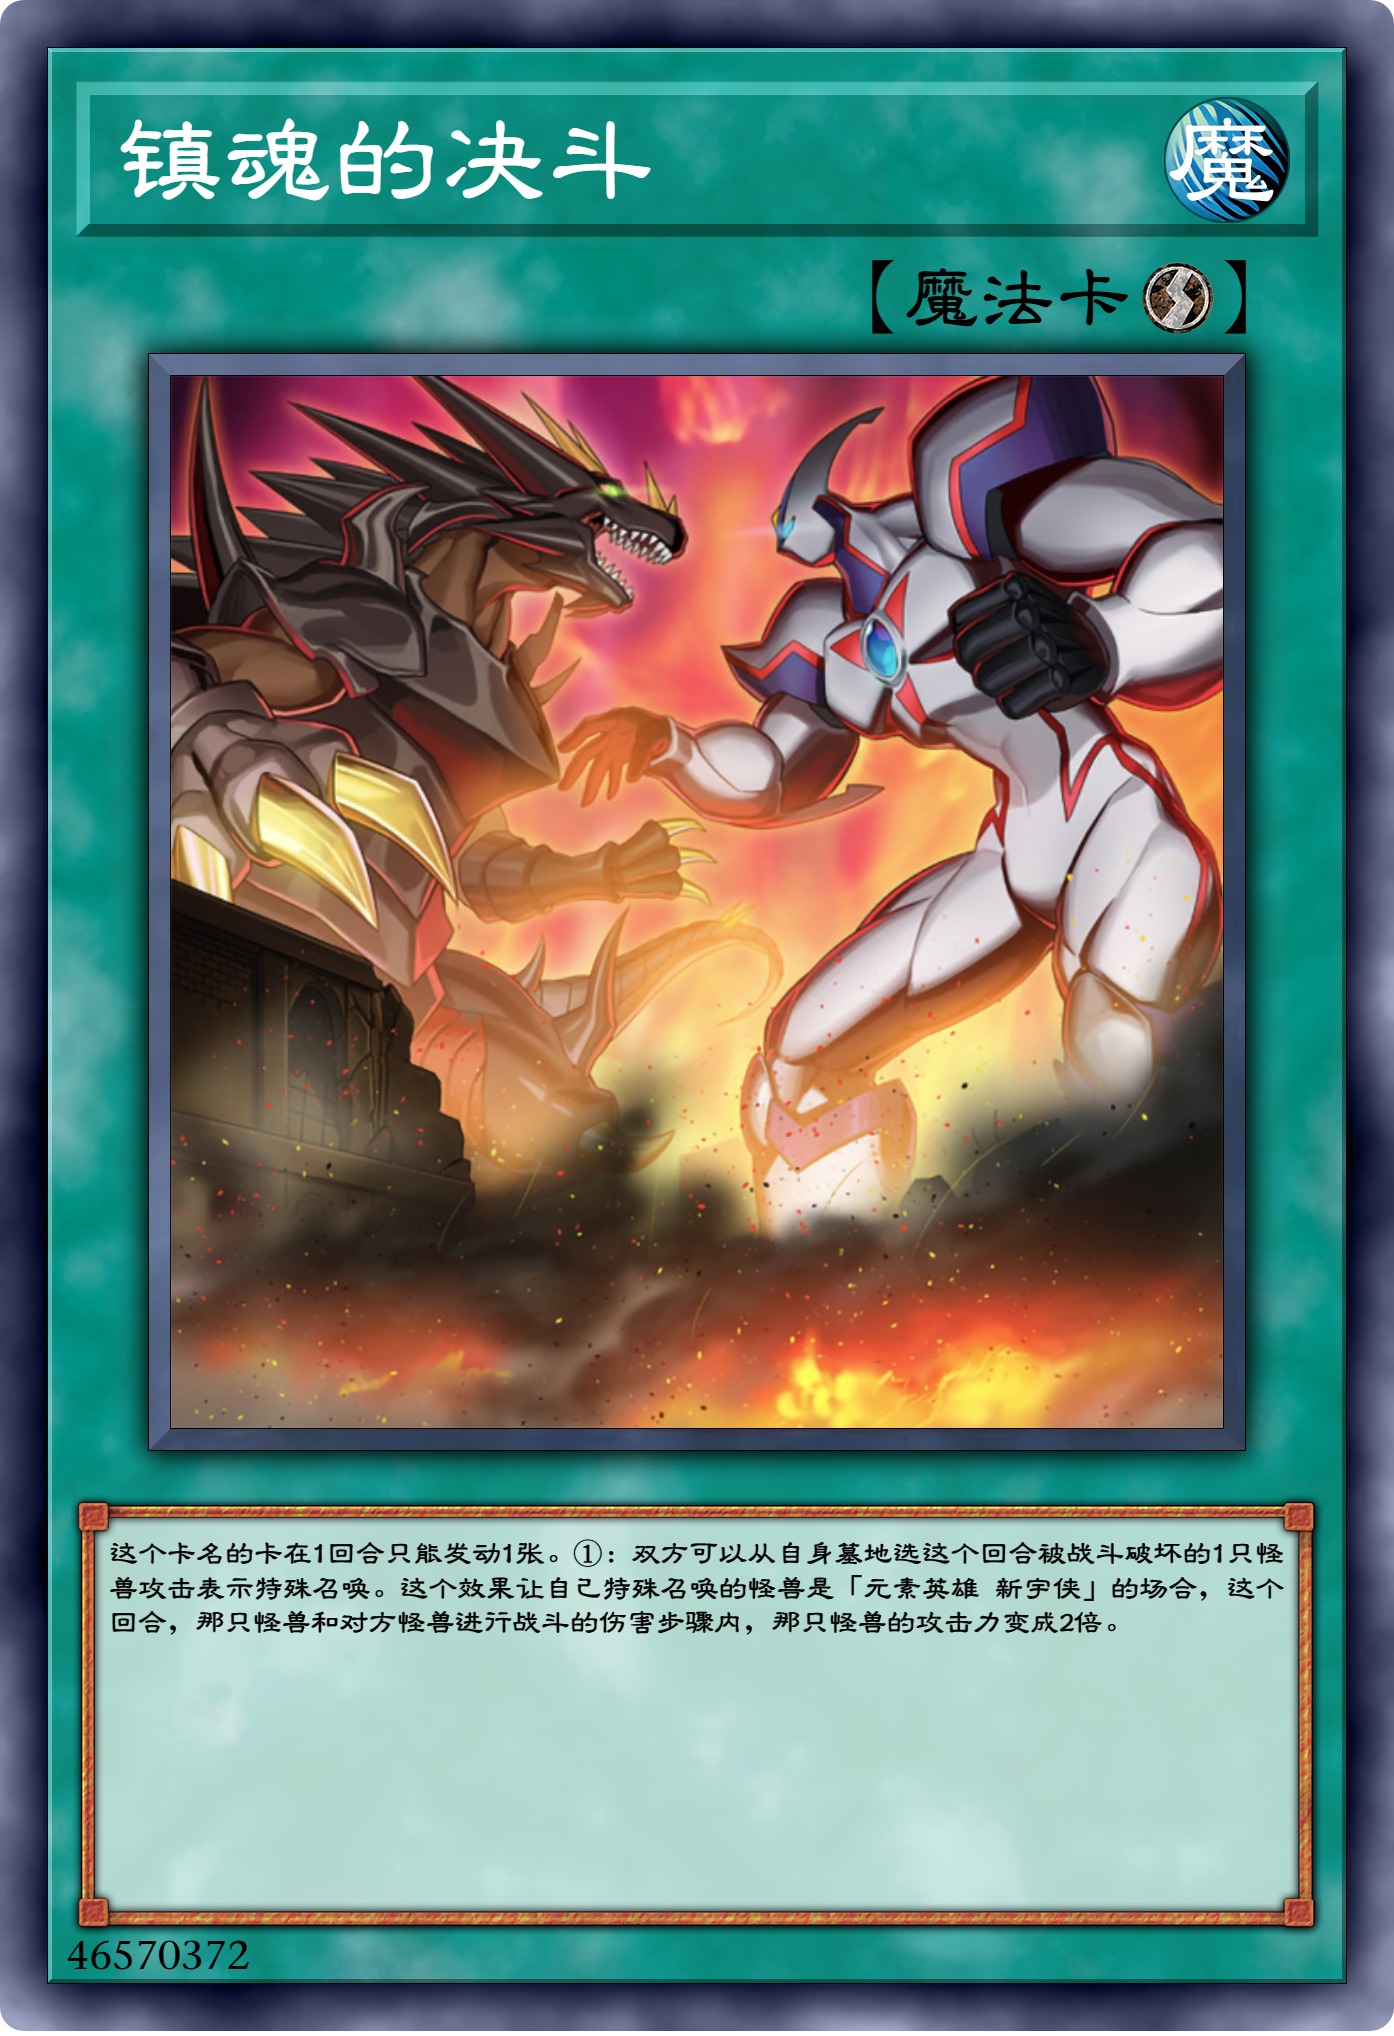 镇魂的决斗
魔
【魔法卡】
这个卡名的卡在1回合只能发动1张。①：双方可以从自身墓地选这个回合被战斗破坏的1只怪
兽攻击表示特殊召唤。这个效果让自己特殊召唤的怪兽是「元素英雄 新宇侠」的场合，这个
回合，那只怪兽和对方怪兽进行战斗的伤害步骤内，那只怪兽的攻击力变成2倍。
46570372